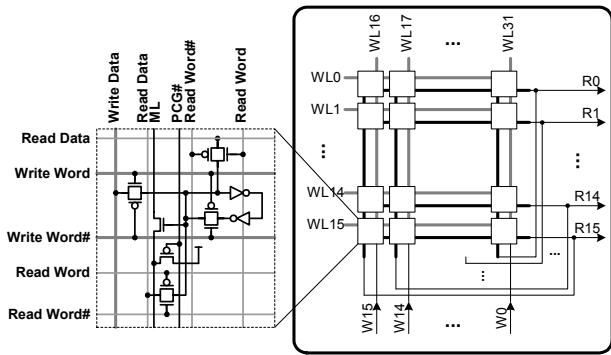 Write Data
Read Data
ML
PCG#
Read Word#
Read Word
Read Data
Write Word
Write Word#
Read Word
Read Word#
WL16
WL17
...
WL31
WL0
WL1
...
WL14
WL15
R0
R1
...
R14
R15
...
...
W15
W14
...
W0